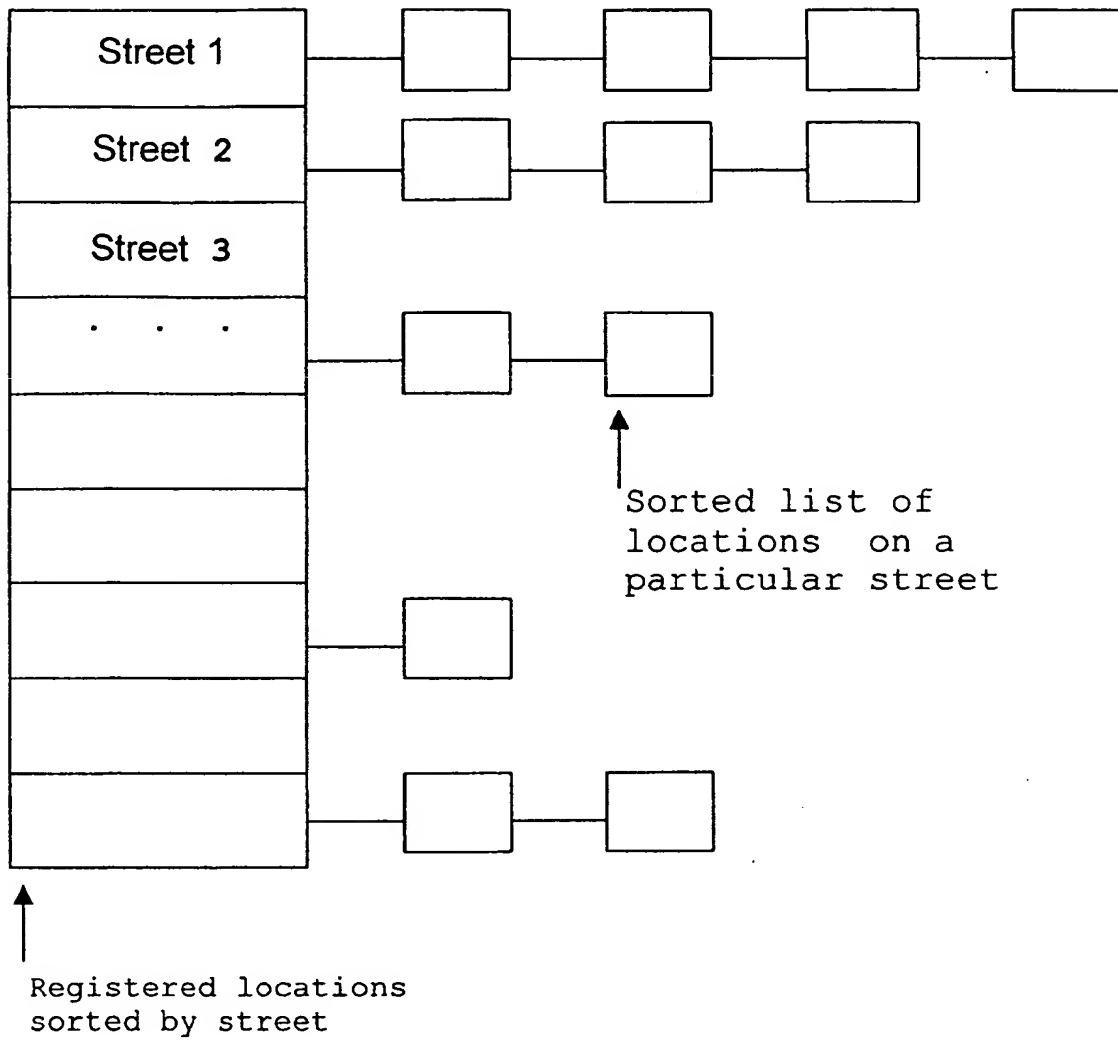 Street 1
Street 2
Street 3
. . .
Sorted list of
locations on a
particular street
Registered locations
sorted by street